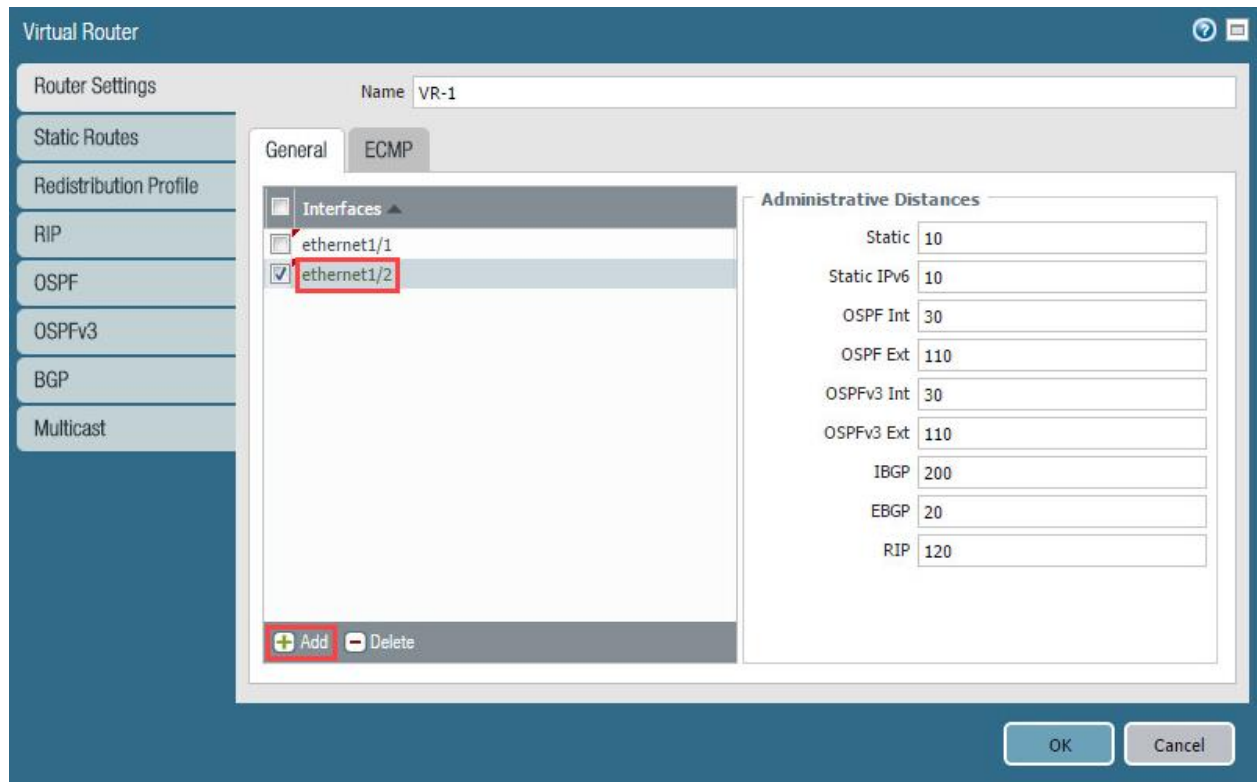 Virtual Router
Router Settings
Static Routes
Redistribution Profile
RIP
OSPF
OSPFv3
BGP
Multicast
Name VR-1
General ECMP
Interfaces
ethernet1/1
ethernet1/2
Add Delete
Administrative Distances
Static 10
Static IPv6 10
OSPF Int 30
OSPF Ext 110
OSPFv3 Int 30
OSPFv3 Ext 110
IBGP 200
EBGP 20
RIP 120
OK Cancel